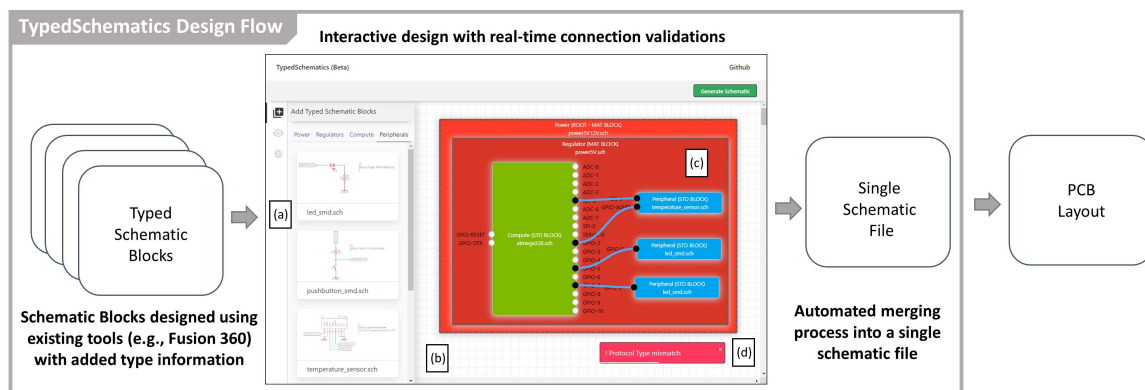 TypedSchematics Design Flow
Interactive design with real-time connection validations
Typed
Schematic
Blocks
Schematic Blocks designed using
existing tools (e.g., Fusion 360)
with added type information
TypedSchematics (Beta)
Github
Generate Schematic
Add Typed Schematic Blocks
Power Regulators Compute Peripherals
(a)
led_smd.sch
pushbutton_smd.sch
temperature_sensor.sch
(b)
Power (ROOT - MAT BLOCK)
power5V12V.sch
Regulator (MAT BLOCK)
power5V.sch
(c)
GPIO-RESET
GPIO-DTR
Compute (STD BLOCK)
atmega328.sch
ADC-0
ADC-1
ADC-2
ADC-3
ADC-6
ADC-7
SPI-0
GPIO-2
GPIO-3
GPIO-4
GPIO-5
GPIO-8
GPIO-9
GPIO-10
Peripheral (STD BLOCK)
temperature_sensor.sch
Peripheral (STD BLOCK)
led_smd.sch
Peripheral (STD BLOCK)
led_smd.sch
! Protocol Type mismatch
×
(d)
Single
Schematic
File
Automated merging
process into a single
schematic file
PCB
Layout